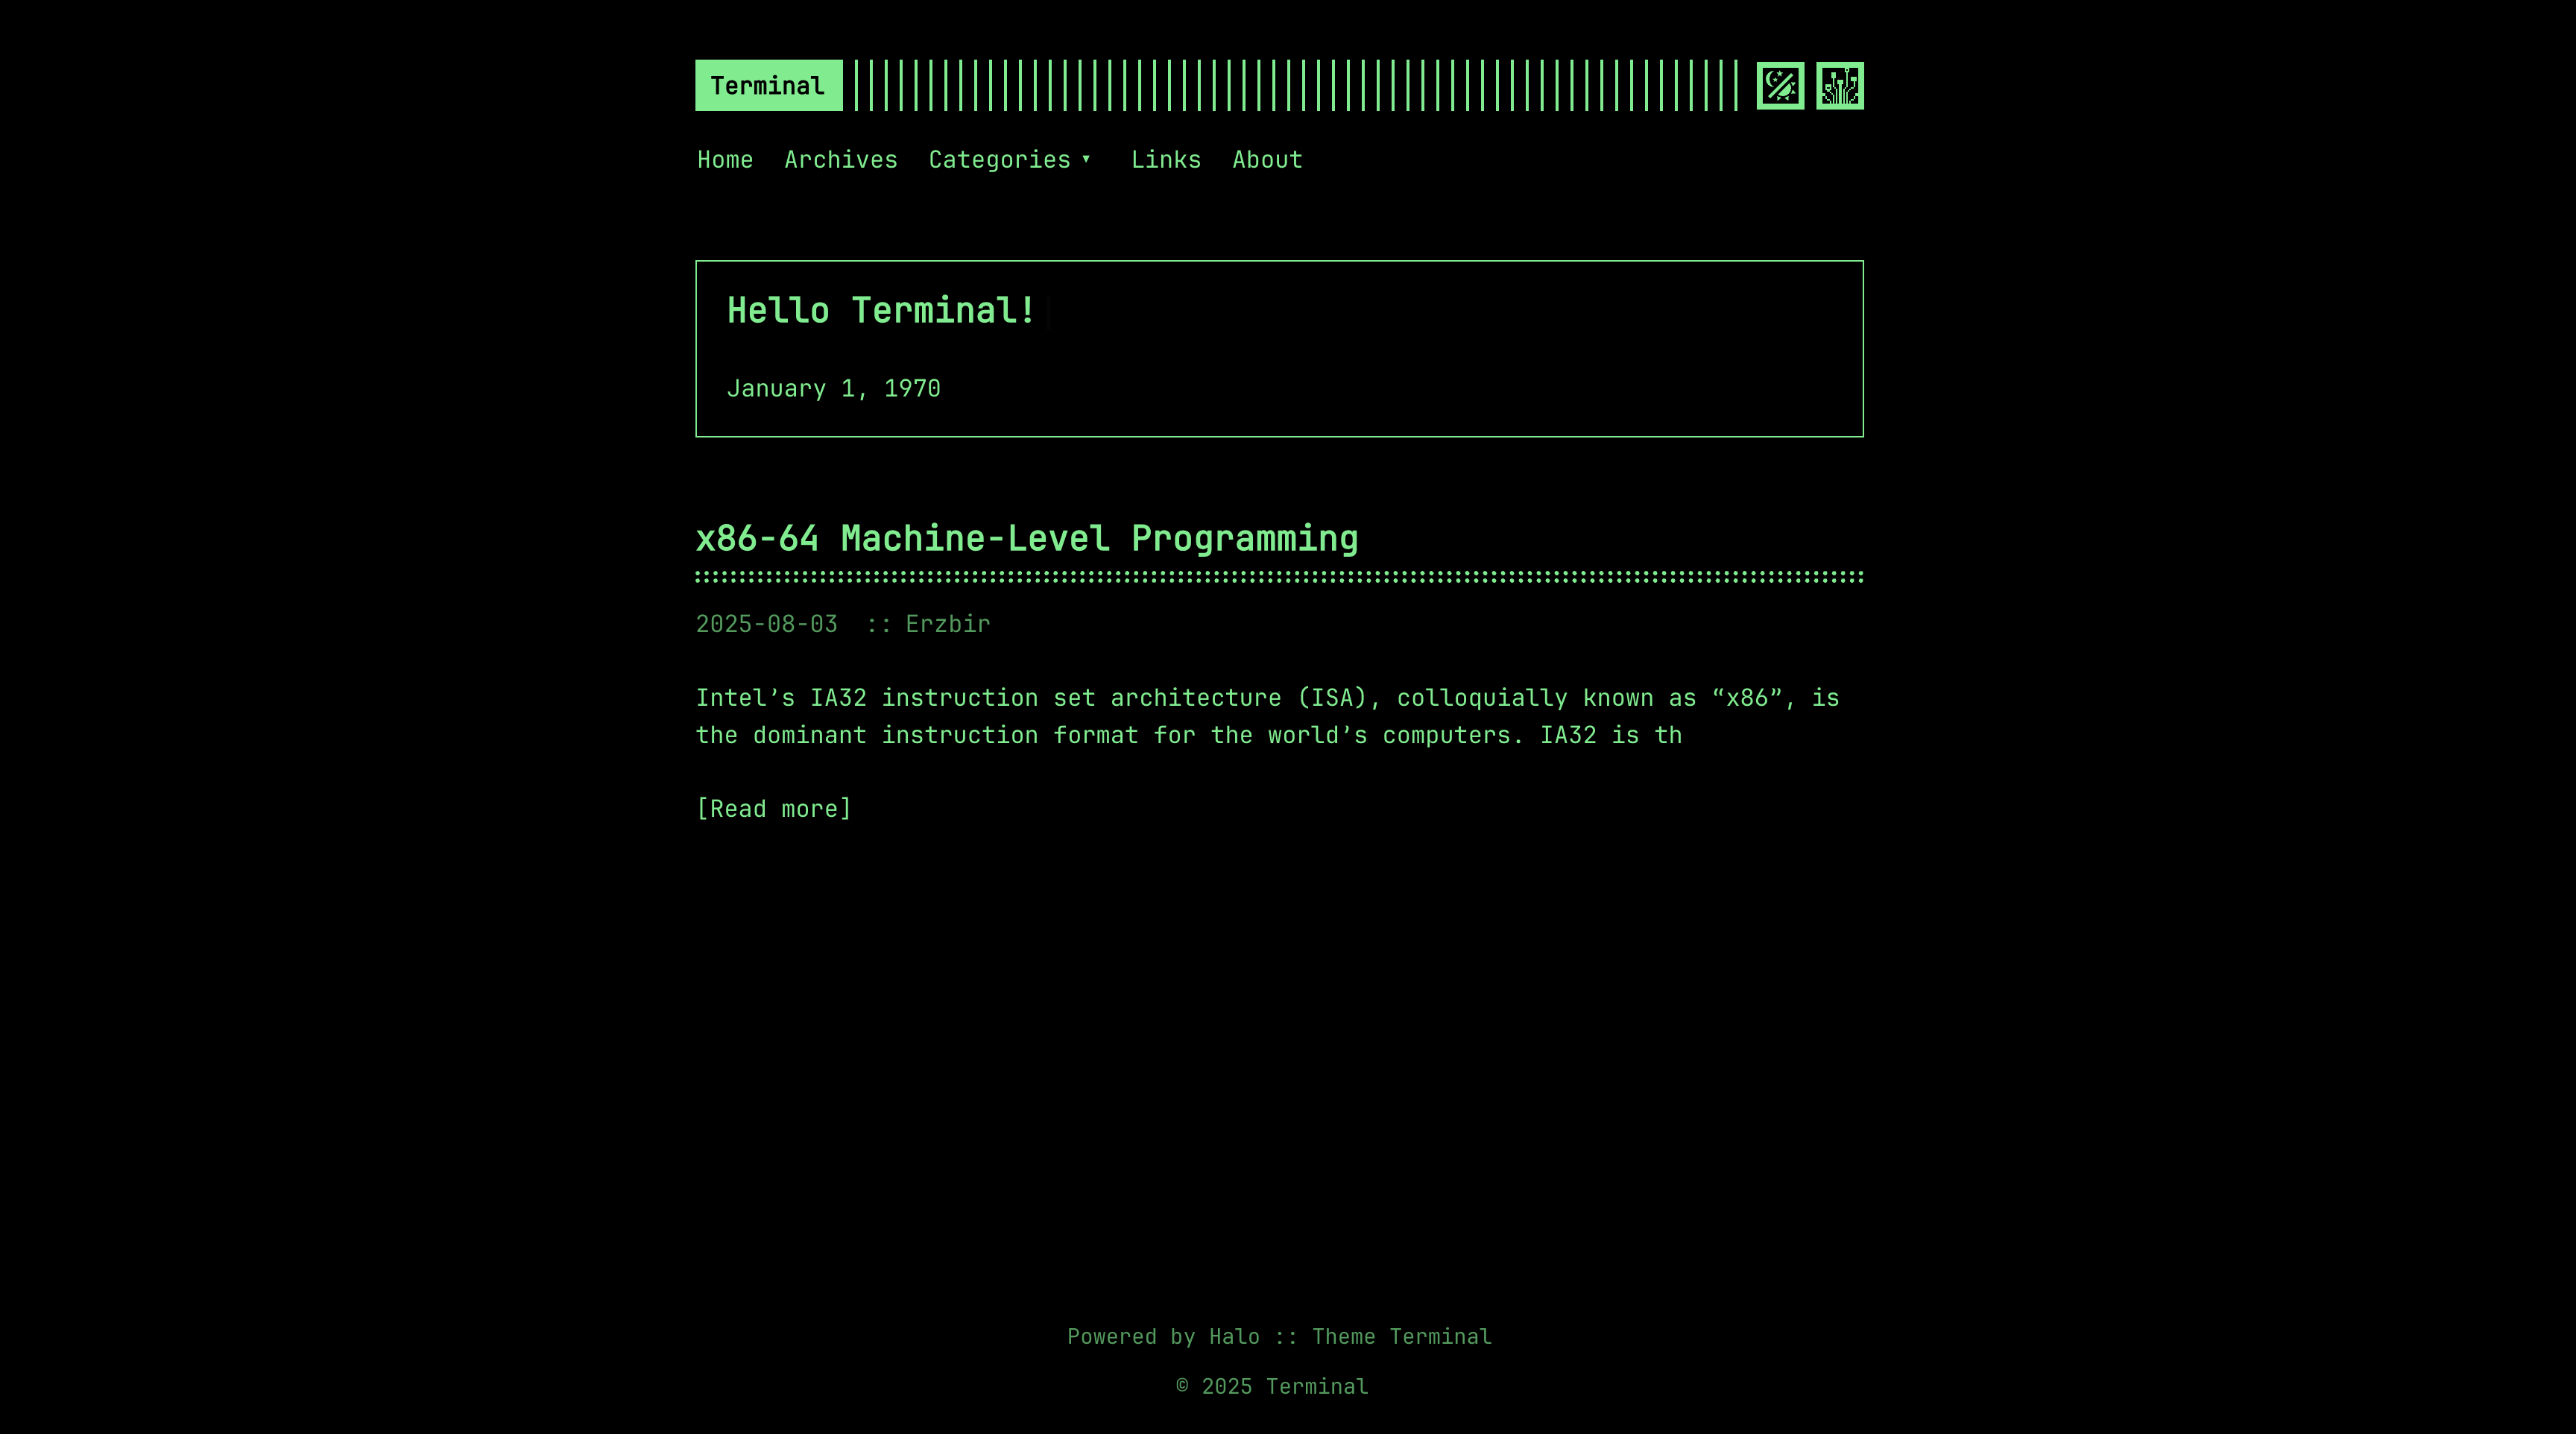 Terminal
Home Archives Categories ▾ Links About
Hello Terminal!
January 1, 1970
x86-64 Machine-Level Programming
2025-08-03 :: Erzbir
Intel’s IA32 instruction set architecture (ISA), colloquially known as “x86”, is
the dominant instruction format for the world’s computers. IA32 is th
[Read more]
Powered by Halo :: Theme Terminal
© 2025 Terminal